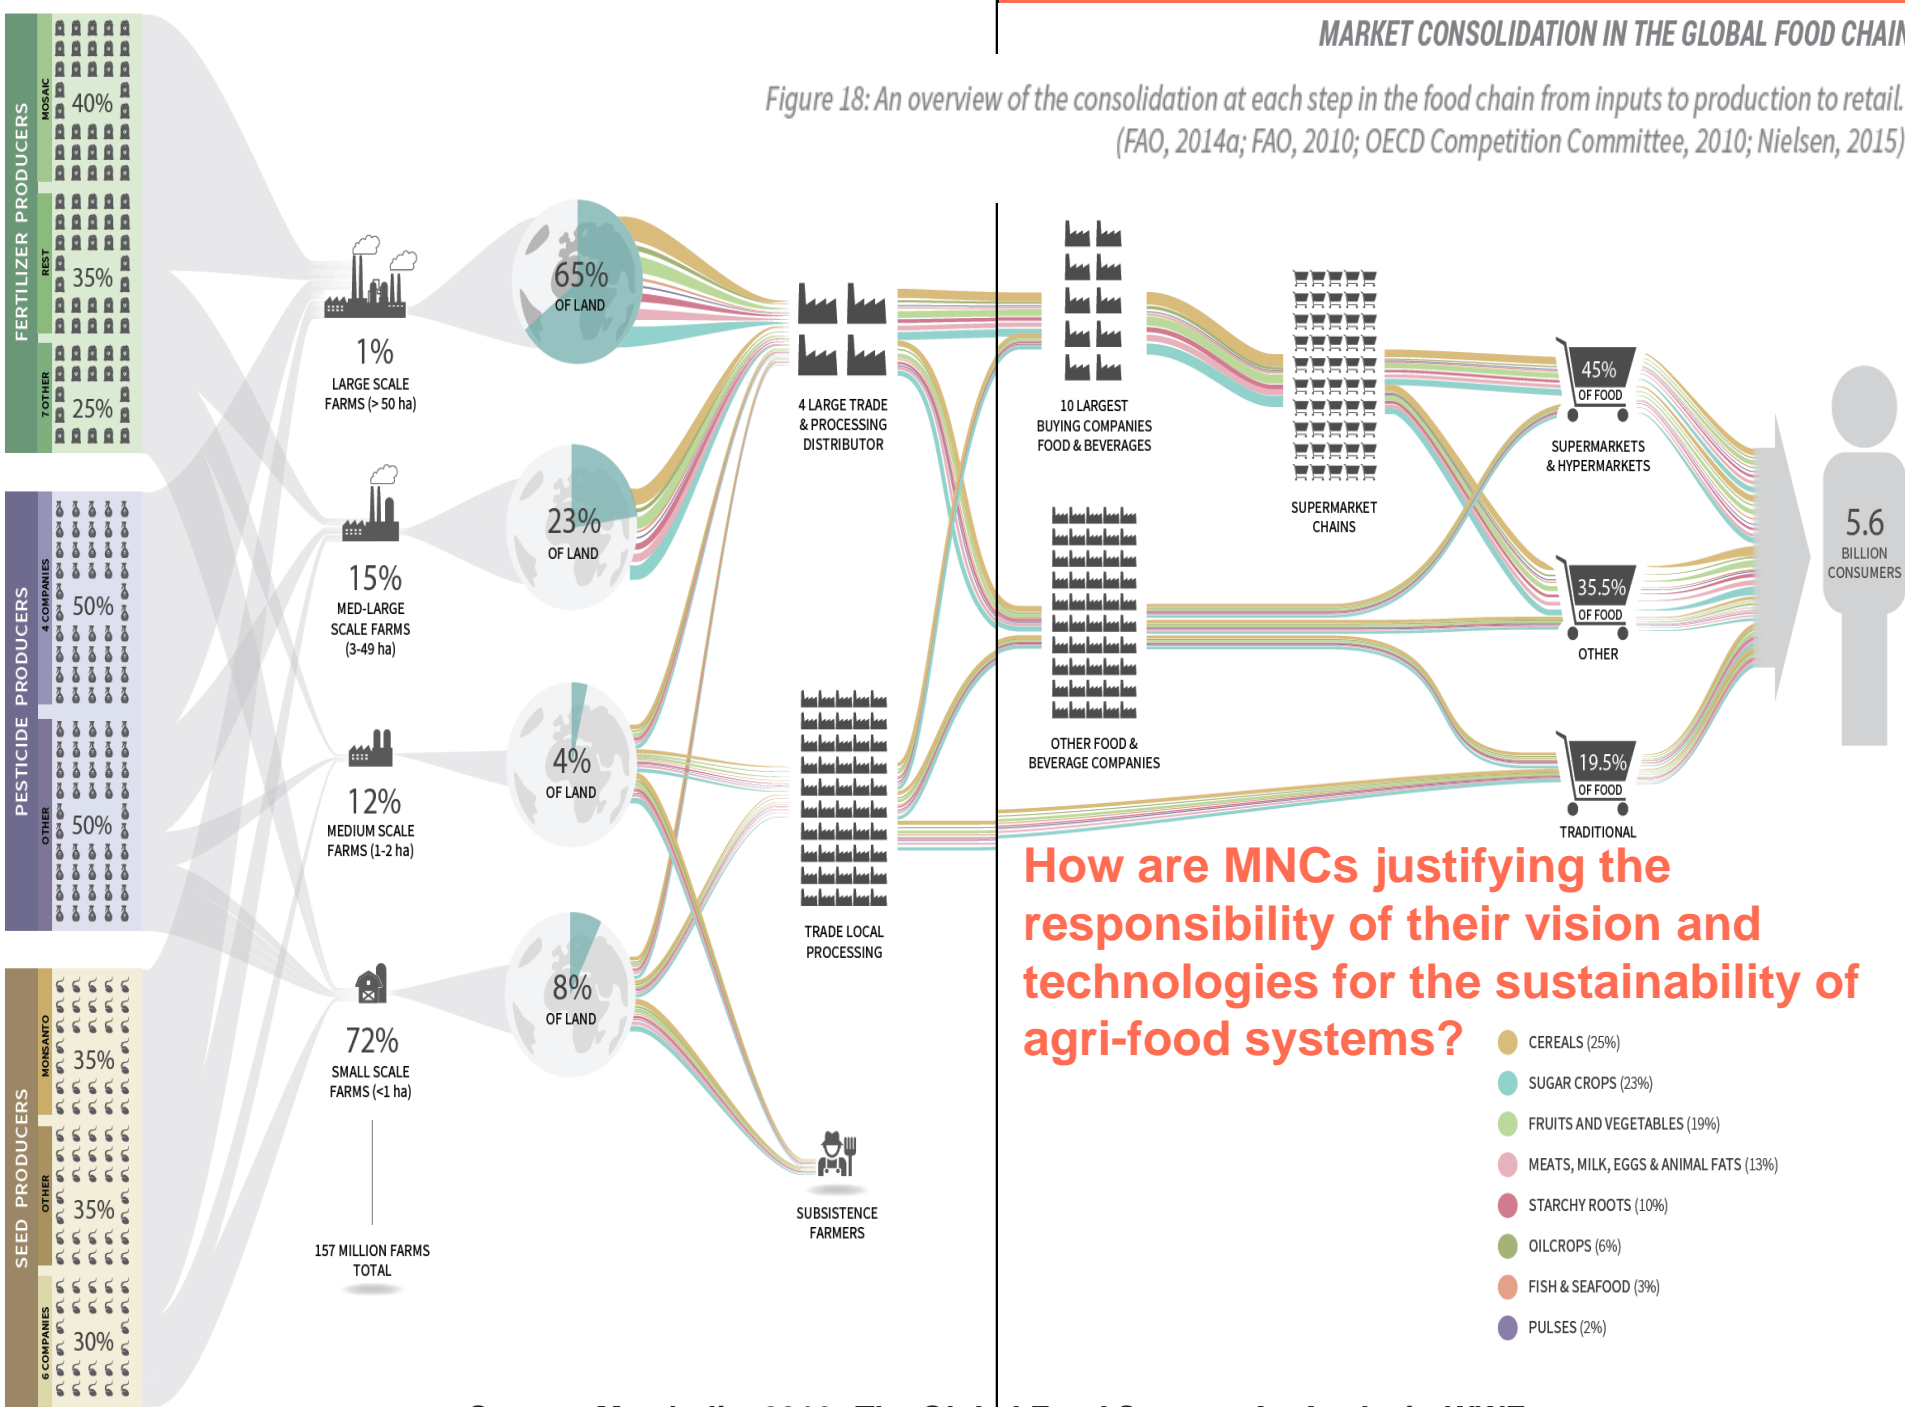 MARKET CONSOLIDATION IN THE GLOBAL FOOD CHAIN
Figure 18: An overview of the consolidation at each step in the food chain from inputs to production to retail.
(FAO, 2014a; FAO, 2010; OECD Competition Committee, 2010; Nielsen, 2015)
FERTILIZER PRODUCERS
MOSAIC
40%
REST
35%
7 OTHER
25%
PESTICIDE PRODUCERS
4 COMPANIES
50%
OTHER
50%
SEED PRODUCERS
MONSANTO
35%
OTHER
35%
6 COMPANIES
30%
1%
LARGE SCALE
FARMS (> 50 ha)
15%
MED-LARGE
SCALE FARMS
(3-49 ha)
12%
MEDIUM SCALE
FARMS (1-2 ha)
72%
SMALL SCALE
FARMS (<1 ha)
157 MILLION FARMS
TOTAL
65%
OF LAND
23%
OF LAND
4%
OF LAND
8%
OF LAND
4 LARGE TRADE
& PROCESSING
DISTRIBUTOR
TRADE LOCAL
PROCESSING
SUBSISTENCE
FARMERS
10 LARGEST
BUYING COMPANIES
FOOD & BEVERAGES
OTHER FOOD &
BEVERAGE COMPANIES
SUPERMARKET
CHAINS
45%
OF FOOD
SUPERMARKETS
& HYPERMARKETS
35.5%
OF FOOD
OTHER
19.5%
OF FOOD
TRADITIONAL
5.6
BILLION
CONSUMERS
How are MNCs justifying the
responsibility of their vision and
technologies for the sustainability of
agri-food systems?
CEREALS (25%)
SUGAR CROPS (23%)
FRUITS AND VEGETABLES (19%)
MEATS, MILK, EGGS & ANIMAL FATS (13%)
STARCHY ROOTS (10%)
OILCROPS (6%)
FISH & SEAFOOD (3%)
PULSES (2%)